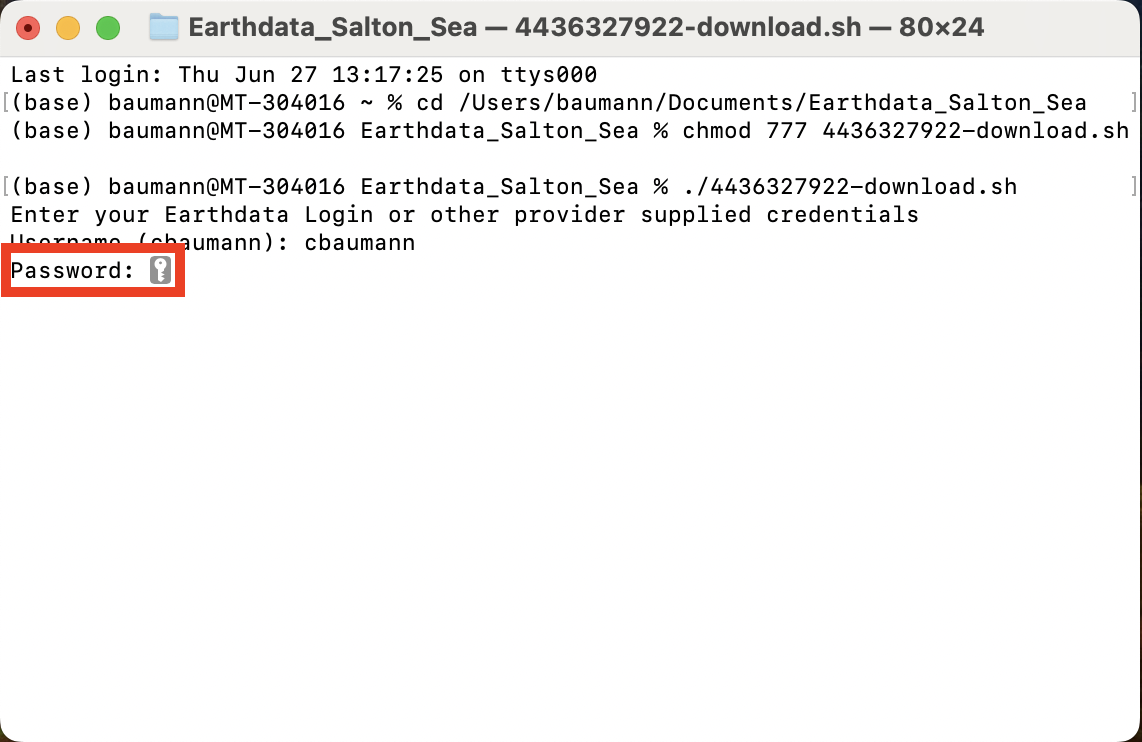 Earthdata_Salton_Sea — 4436327922-download.sh — 80×24
Last login: Thu Jun 27 13:17:25 on ttys000
[(base) baumann@MT-304016 ~ % cd /Users/baumann/Documents/Earthdata_Salton_Sea ]
(base) baumann@MT-304016 Earthdata_Salton_Sea % chmod 777 4436327922-download.sh
[(base) baumann@MT-304016 Earthdata_Salton_Sea % ./4436327922-download.sh ]
Enter your Earthdata Login or other provider supplied credentials
Username (cbaumann): cbaumann
Password: